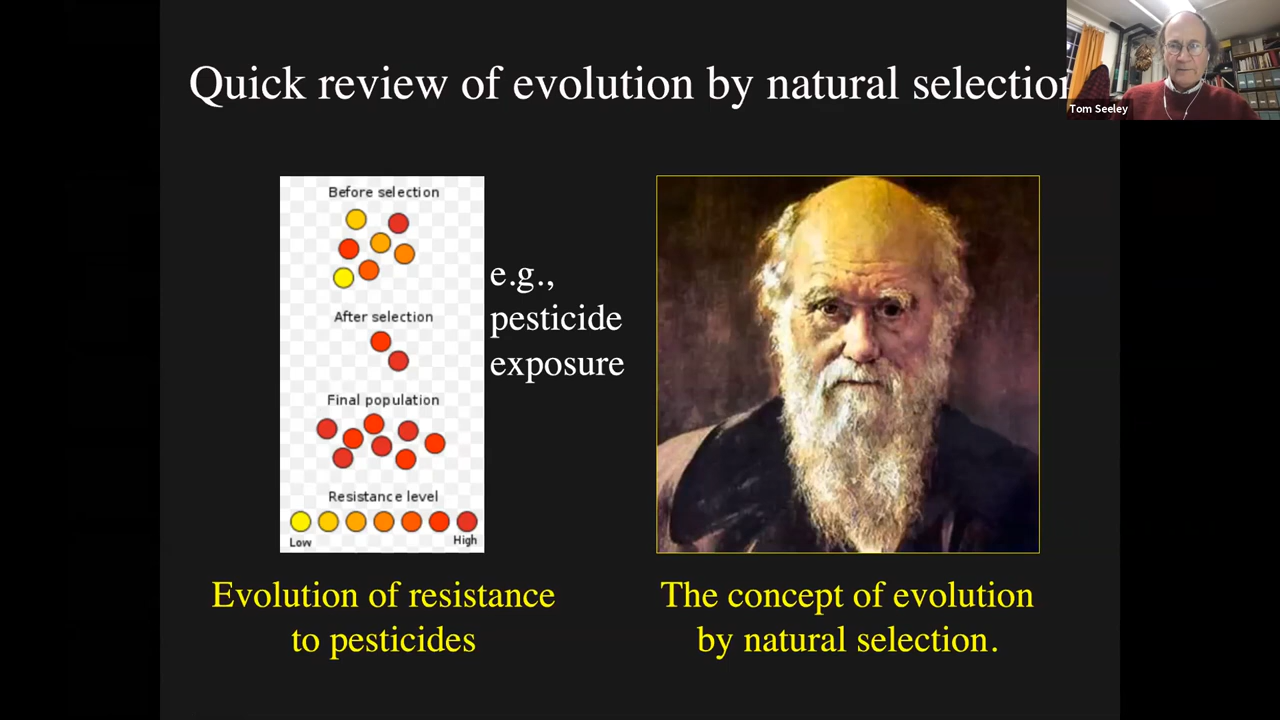 Quick review of evolution by natural selection
Tom Seeley
Before selection
After selection
Final population
Resistance level
Low
High
e.g.,
pesticide
exposure
Evolution of resistance
to pesticides
The concept of evolution
by natural selection.